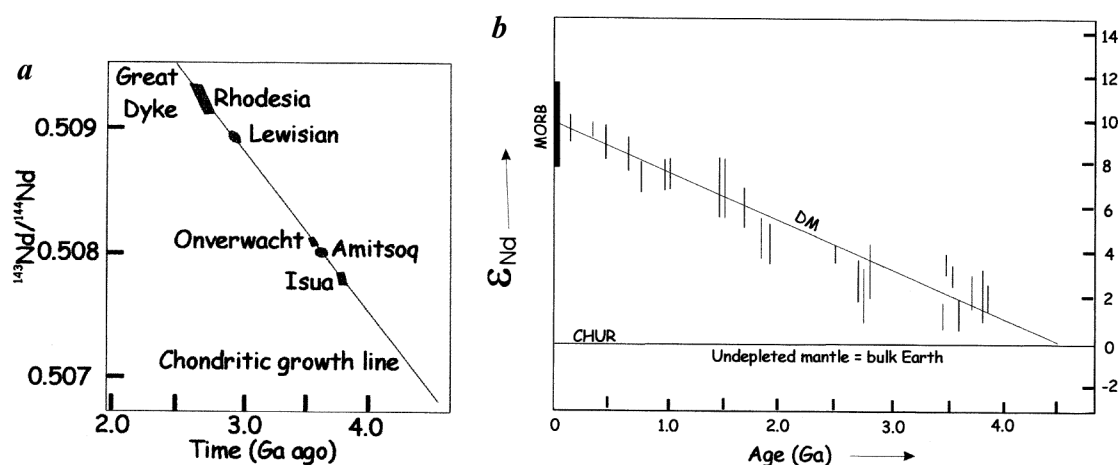 a
Great
Dyke
Rhodesia
0.509
Lewisian
143Nd/144Nd
Onverwacht
Amitsoq
0.508
Isua
Chondritic growth line
0.507
2.0 3.0 4.0
Time (Ga ago)
b
14
12
MORB
10
8
εNd
DM
6
4
2
CHUR
0
Undepleted mantle = bulk Earth
-2
0 1.0 2.0 3.0 4.0
Age (Ga)